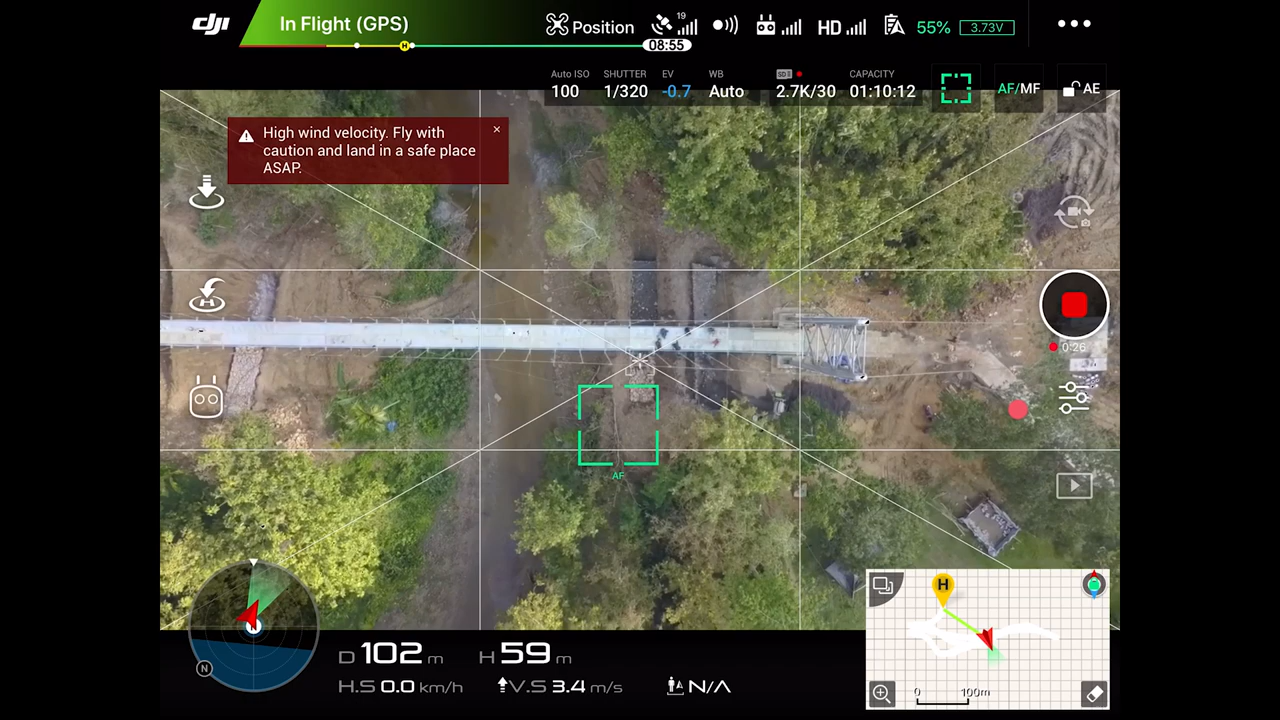 dji
In Flight (GPS)
Position
19
HD
55%
3.73V
08:55
Auto ISO
100
SHUTTER
1/320
EV
-0.7
WB
Auto
SD
2.7K/30
CAPACITY
01:10:12
AF/MF
AE
High wind velocity. Fly with
caution and land in a safe place
ASAP.
0:26
AF
H
H
N
D 102 m
H 59 m
H.S 0.0 km/h
V.S 3.4 m/s
N/A
0
100m